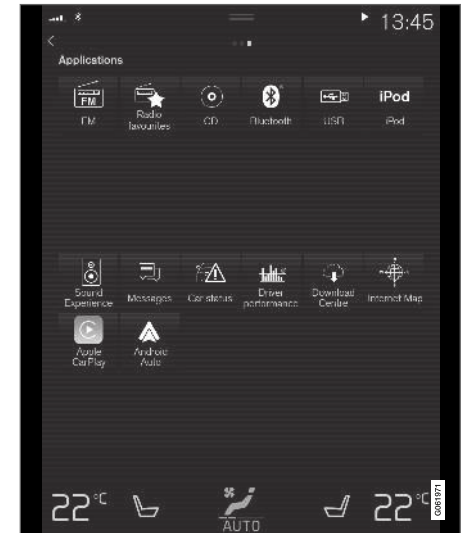 13:45
Applications
FM
iPod
FM
Radio
favourites
CD
Bluetooth
USB
iPod
Sound
Experience
Messages
Car status
Driver
performance
Download
Centre
Internet Map
Apple
CarPlay
Android
Auto
22°C
22°C
AUTO
G061971